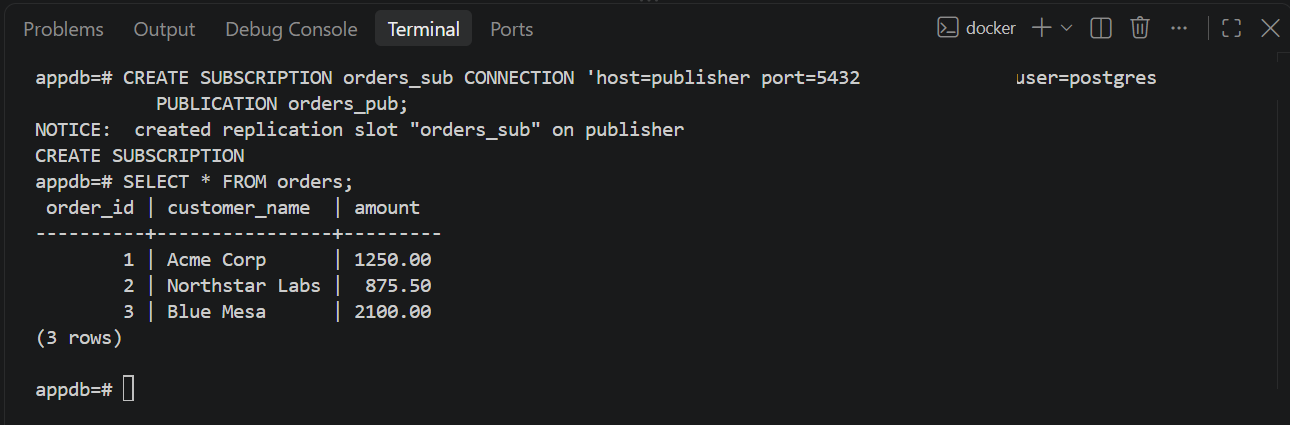 Problems Output Debug Console Terminal Ports docker
appdb=# CREATE SUBSCRIPTION orders_sub CONNECTION 'host=publisher port=5432 user=postgres
PUBLICATION orders_pub;
NOTICE:  created replication slot "orders_sub" on publisher
CREATE SUBSCRIPTION
appdb=# SELECT * FROM orders;
 order_id | customer_name  | amount
----------+----------------+---------
        1 | Acme Corp      | 1250.00
        2 | Northstar Labs |  875.50
        3 | Blue Mesa      | 2100.00
(3 rows)
appdb=#